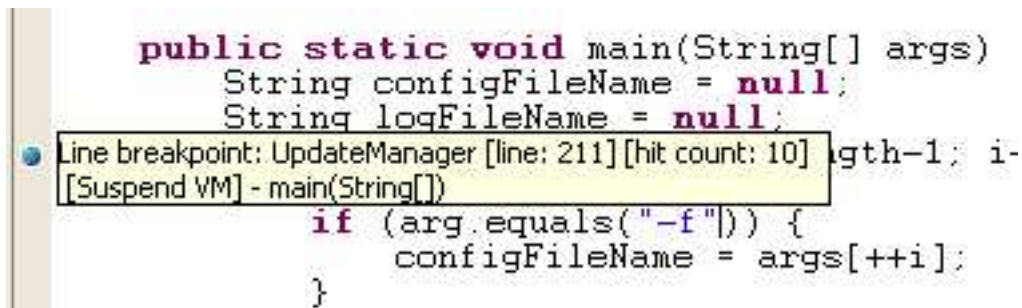 public static void main(String[] args)
String configFileName = null;
String logFileName = null;
Line breakpoint: UpdateManager [line: 211] [hit count: 10]
[Suspend VM] - main(String[])
gth-1; i-
if (arg.equals("-f")) {
configFileName = args[++i];
}